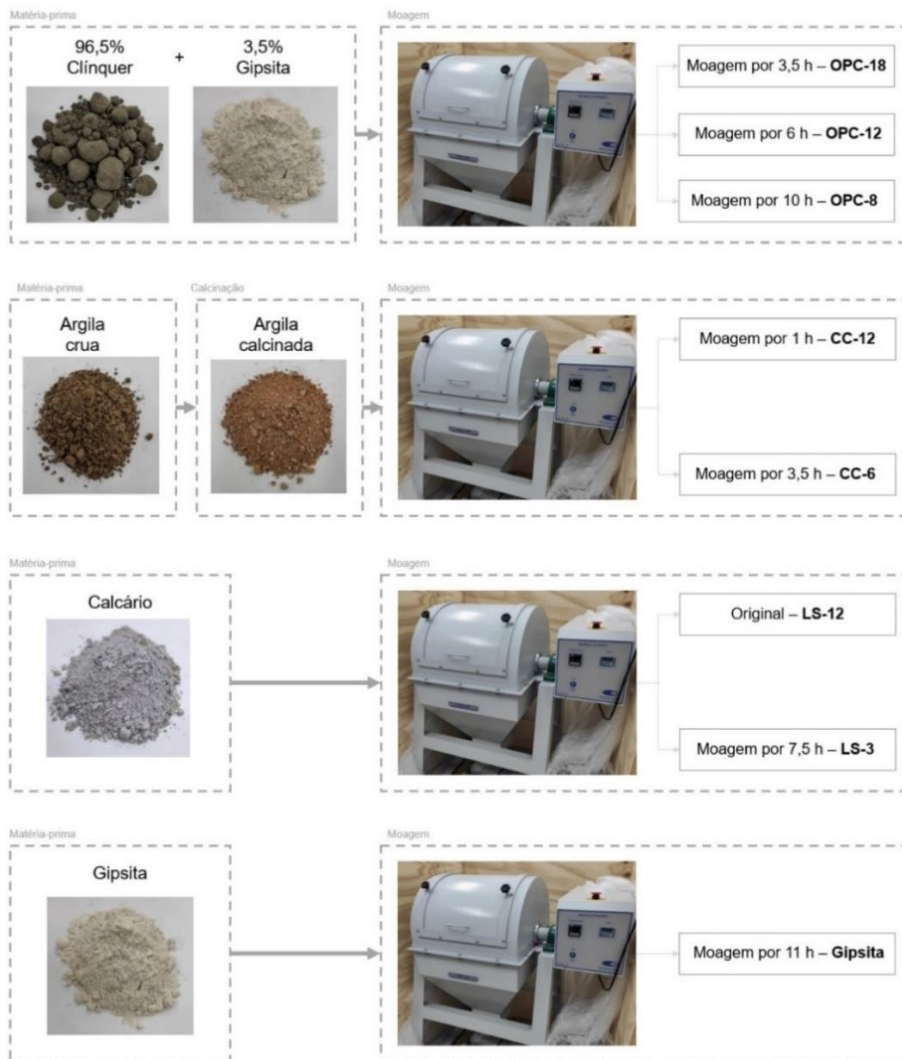 Matéria-prima
Moagem
96,5%
Clínquer
+
3,5%
Gipsita
Moagem por 3,5 h – OPC-18
Moagem por 6 h – OPC-12
Moagem por 10 h – OPC-8
Matéria-prima
Calcinação
Moagem
Argila
crua
Argila
calcinada
Moagem por 1 h – CC-12
Moagem por 3,5 h – CC-6
Matéria-prima
Moagem
Calcário
Original – LS-12
Moagem por 7,5 h – LS-3
Matéria-prima
Moagem
Gipsita
Moagem por 11 h – Gipsita